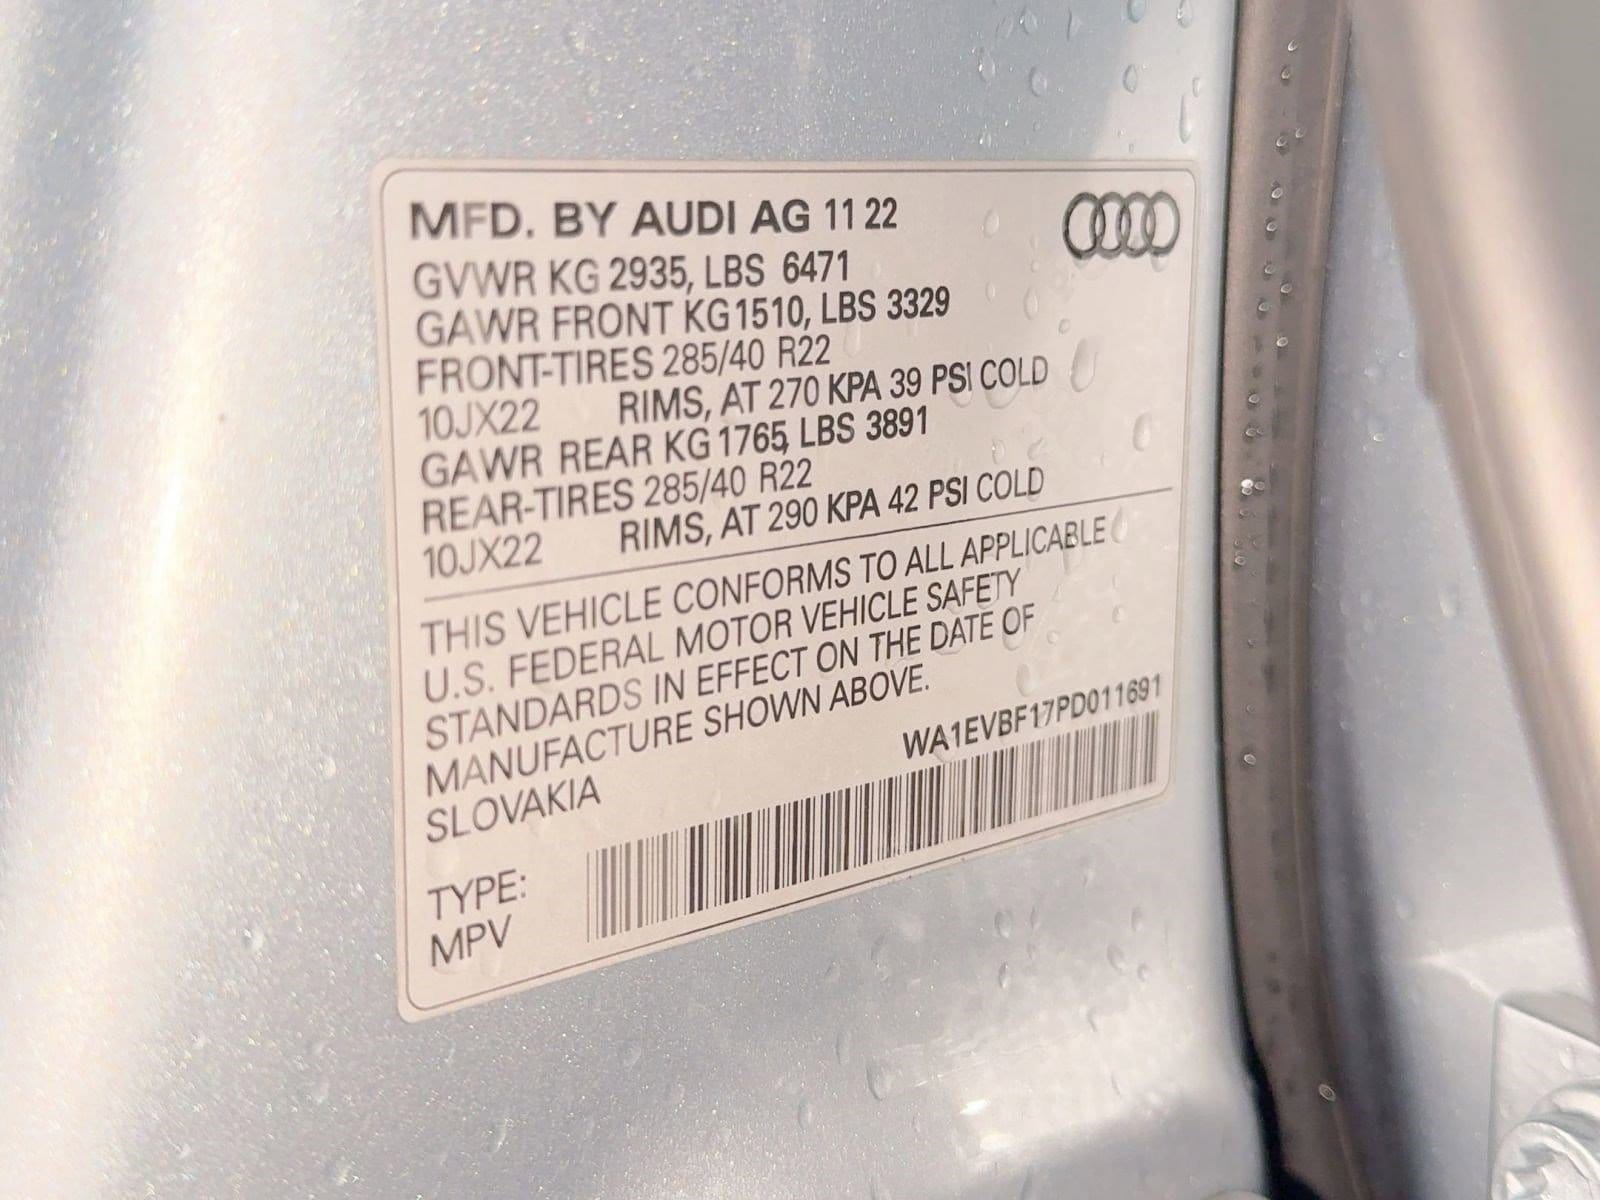 MFD. BY AUDI AG 11 22
GVWR KG 2935, LBS 6471
GAWR FRONT KG 1510, LBS 3329
FRONT-TIRES 285/40 R22
10JX22 RIMS, AT 270 KPA 39 PSI COLD
GAWR REAR KG 1765, LBS 3891
REAR-TIRES 285/40 R22
10JX22 RIMS, AT 290 KPA 42 PSI COLD
THIS VEHICLE CONFORMS TO ALL APPLICABLE
U.S. FEDERAL MOTOR VEHICLE SAFETY
STANDARDS IN EFFECT ON THE DATE OF
MANUFACTURE SHOWN ABOVE.
SLOVAKIA
WA1EVBF17PD011691
TYPE:
MPV